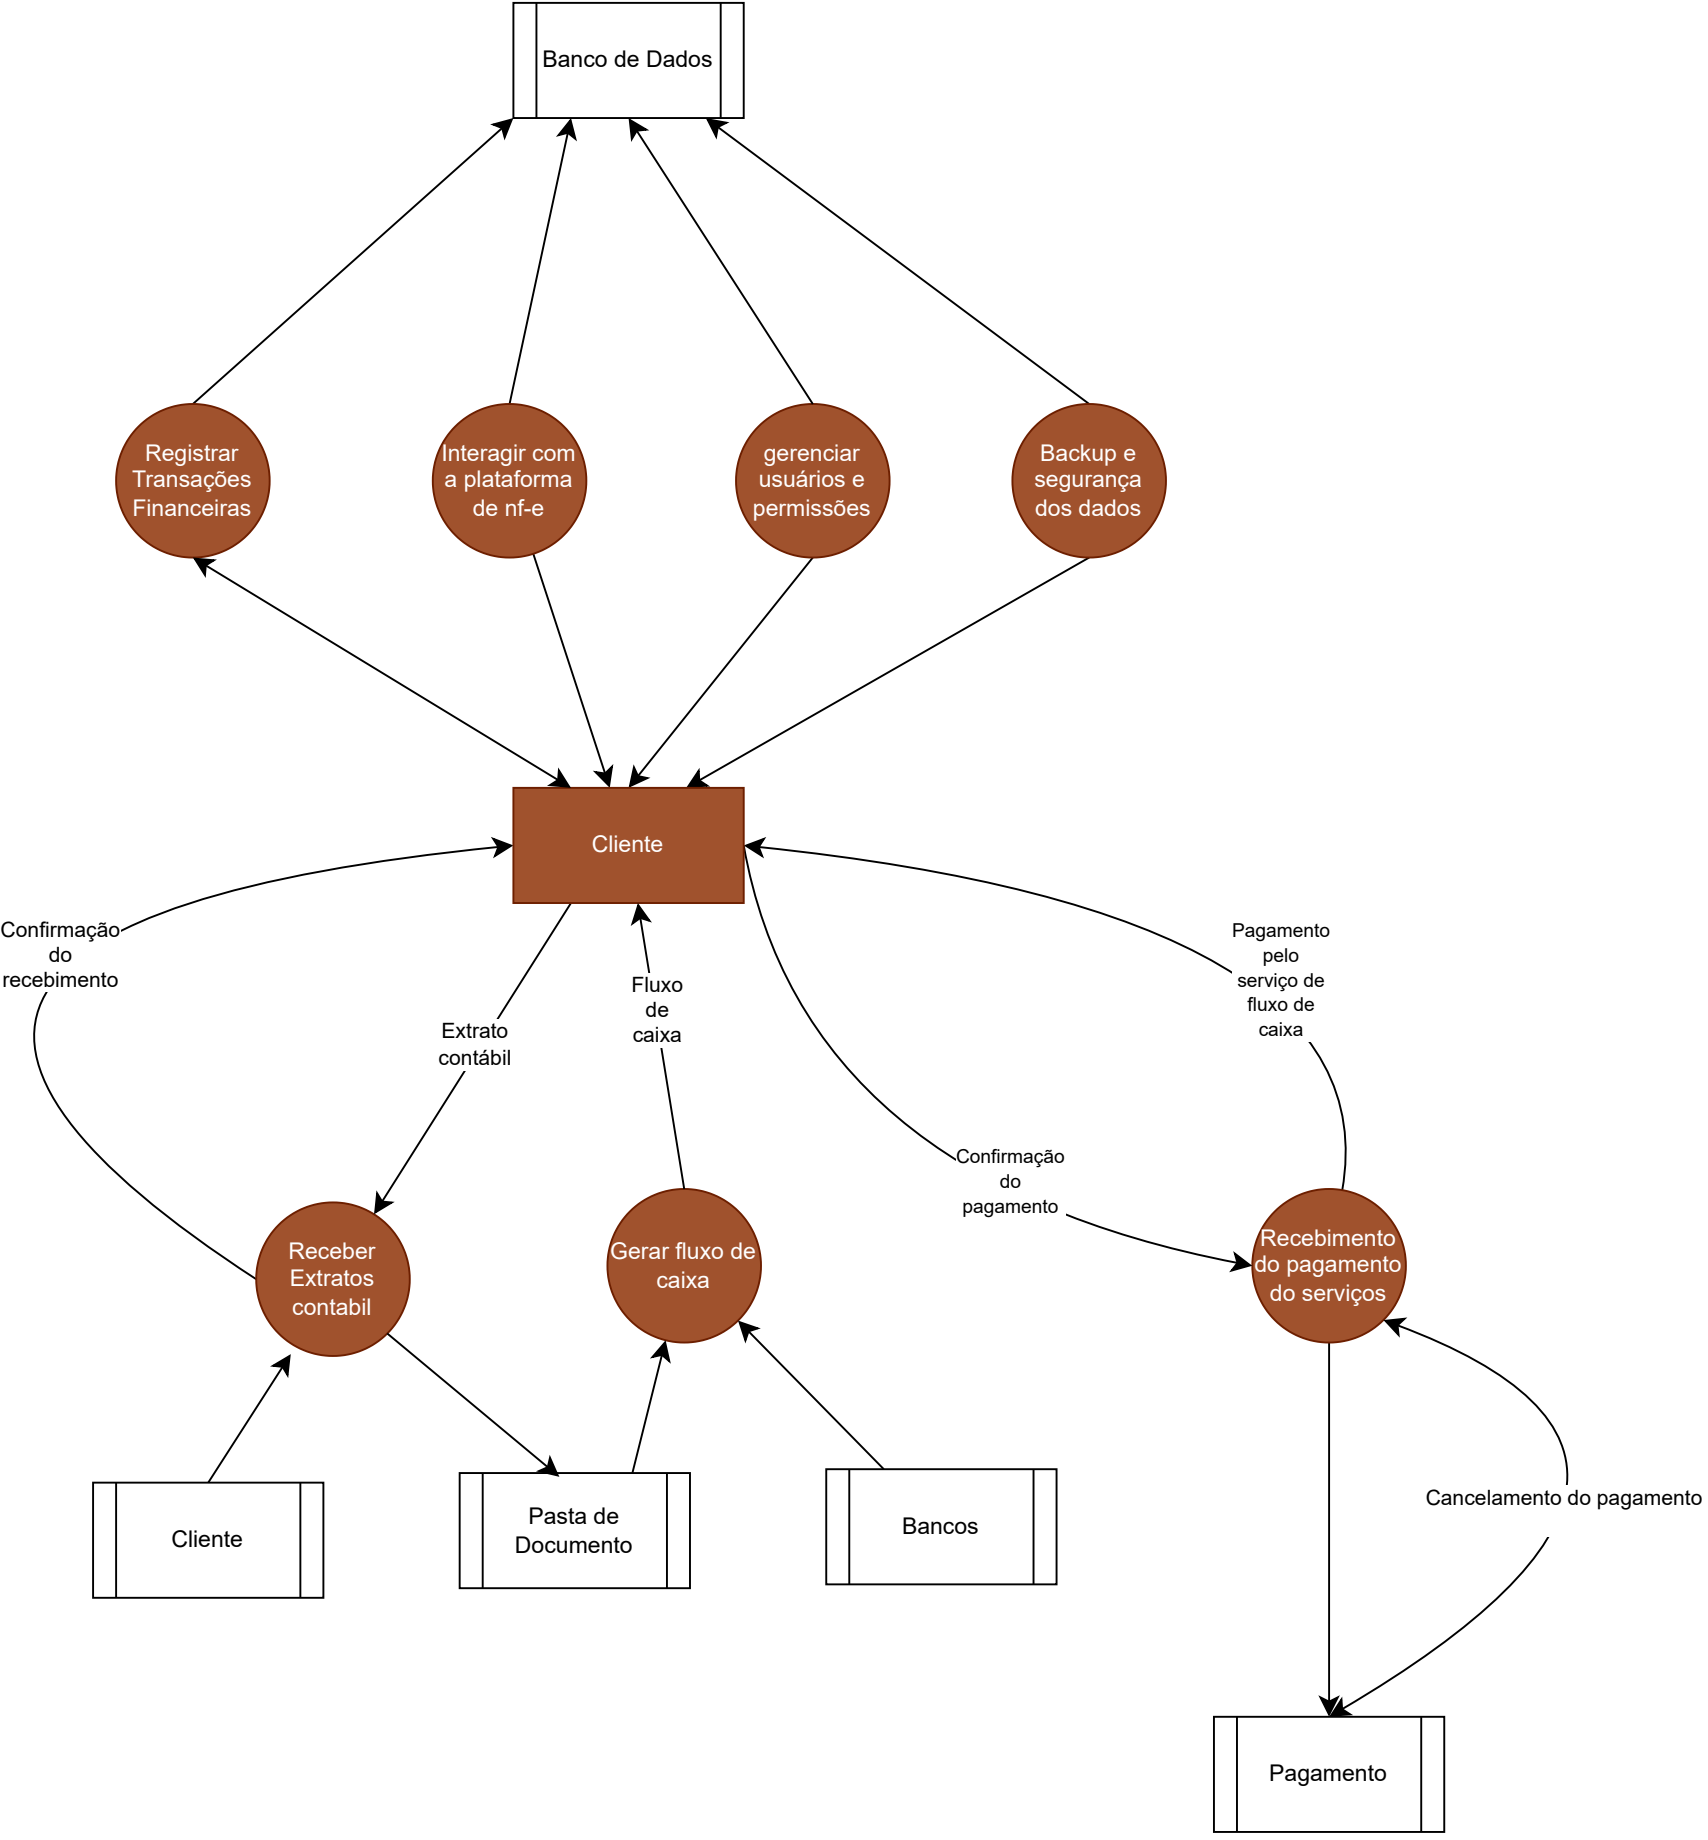 Banco de Dados
Registrar
Transações
Financeiras
Interagir com
a plataforma
de nf-e
gerenciar
usuários e
permissões
Backup e
segurança
dos dados
Cliente
Confirmação
do
recebimento
Extrato
contábil
Fluxo
de
caixa
Pagamento
pelo
serviço de
fluxo de
caixa
Confirmação
do
pagamento
Receber
Extratos
contabil
Gerar fluxo de
caixa
Recebimento
do pagamento
do serviços
Cliente
Pasta de
Documento
Bancos
Cancelamento do pagamento
Pagamento